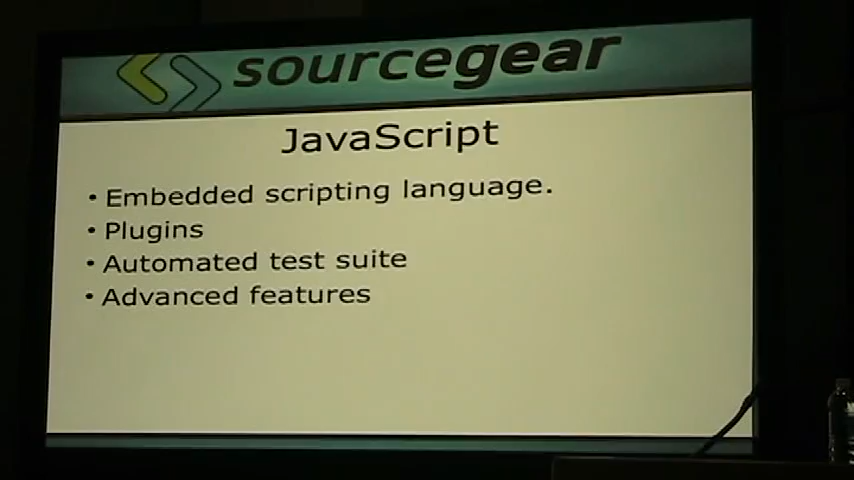 sourcegear
JavaScript
• Embedded scripting language.
• Plugins
• Automated test suite
• Advanced features